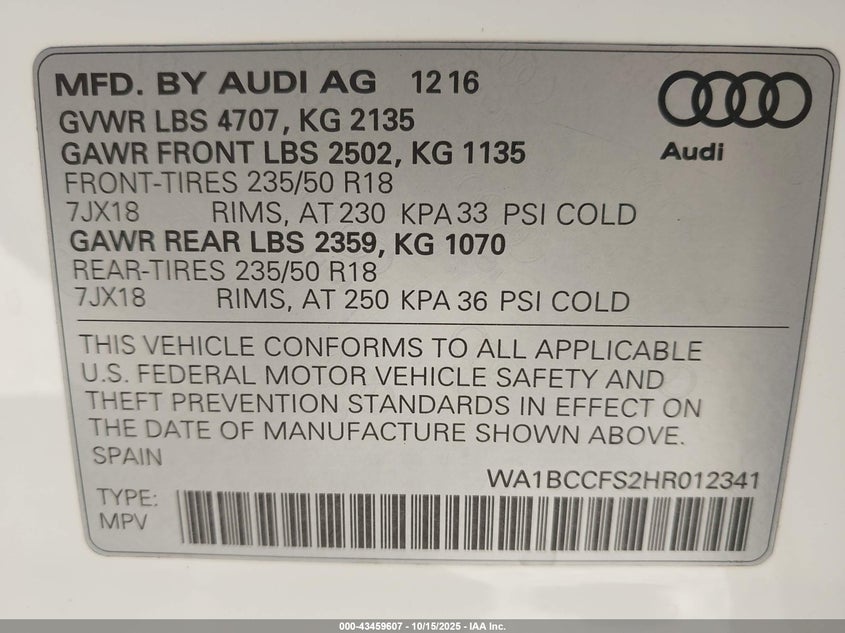 MFD. BY AUDI AG 12 16
GVWR LBS 4707, KG 2135
GAWR FRONT LBS 2502, KG 1135
FRONT-TIRES 235/50 R18
7JX18 RIMS, AT 230 KPA 33 PSI COLD
GAWR REAR LBS 2359, KG 1070
REAR-TIRES 235/50 R18
7JX18 RIMS, AT 250 KPA 36 PSI COLD
Audi
THIS VEHICLE CONFORMS TO ALL APPLICABLE
U.S. FEDERAL MOTOR VEHICLE SAFETY AND
THEFT PREVENTION STANDARDS IN EFFECT ON
THE DATE OF MANUFACTURE SHOWN ABOVE.
SPAIN
WA1BCCFS2HR012341
TYPE:
MPV
000-43459607 - 10/15/2025 - IAA Inc.